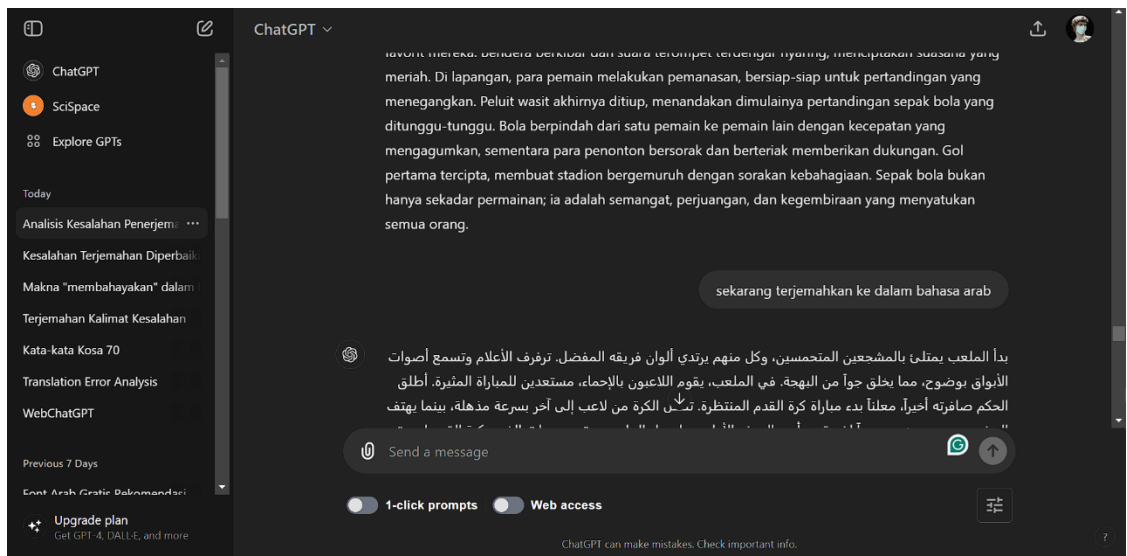 ChatGPT
SciSpace
Explore GPTs
Today
Analisis Kesalahan Penerjema
Kesalahan Terjemahan Diperbaik
Makna "membahayakan" dalam
Terjemahan Kalimat Kesalahan
Kata-kata Kosa 70
Translation Error Analysis
WebChatGPT
Previous 7 Days
Font Arab Gratis Rekomendasi
Upgrade plan
Get GPT-4, DALL·E, and more
ChatGPT
favorit mereka. Bendera berkibar dan suara terompet terdengar nyaring, menciptakan suasana yang
meriah. Di lapangan, para pemain melakukan pemanasan, bersiap-siap untuk pertandingan yang
menegangkan. Peluit wasit akhirnya ditiup, menandakan dimulainya pertandingan sepak bola yang
ditunggu-tunggu. Bola berpindah dari satu pemain ke pemain lain dengan kecepatan yang
mengagumkan, sementara para penonton bersorak dan berteriak memberikan dukungan. Gol
pertama tercipta, membuat stadion bergemuruh dengan sorakan kebahagiaan. Sepak bola bukan
hanya sekadar permainan; ia adalah semangat, perjuangan, dan kegembiraan yang menyatukan
semua orang.
sekarang terjemahkan ke dalam bahasa arab
بدأ الملعب يمتلئ بالمشجعين المتحمسين، وكل منهم يرتدي ألوان فريقه المفضل. ترفرف الأعلام وتسمع أصوات
الأبواق بوضوح، مما يخلق جواً من البهجة. في الملعب، يقوم اللاعبون بالإحماء، مستعدين للمباراة المثيرة. أطلق
الحكم صافرته أخيراً، معلناً بدء مباراة كرة القدم المنتظرة. الكرة من لاعب إلى آخر بسرعة مذهلة، بينما يهتف
Send a message
1-click prompts
Web access
ChatGPT can make mistakes. Check important info.
?